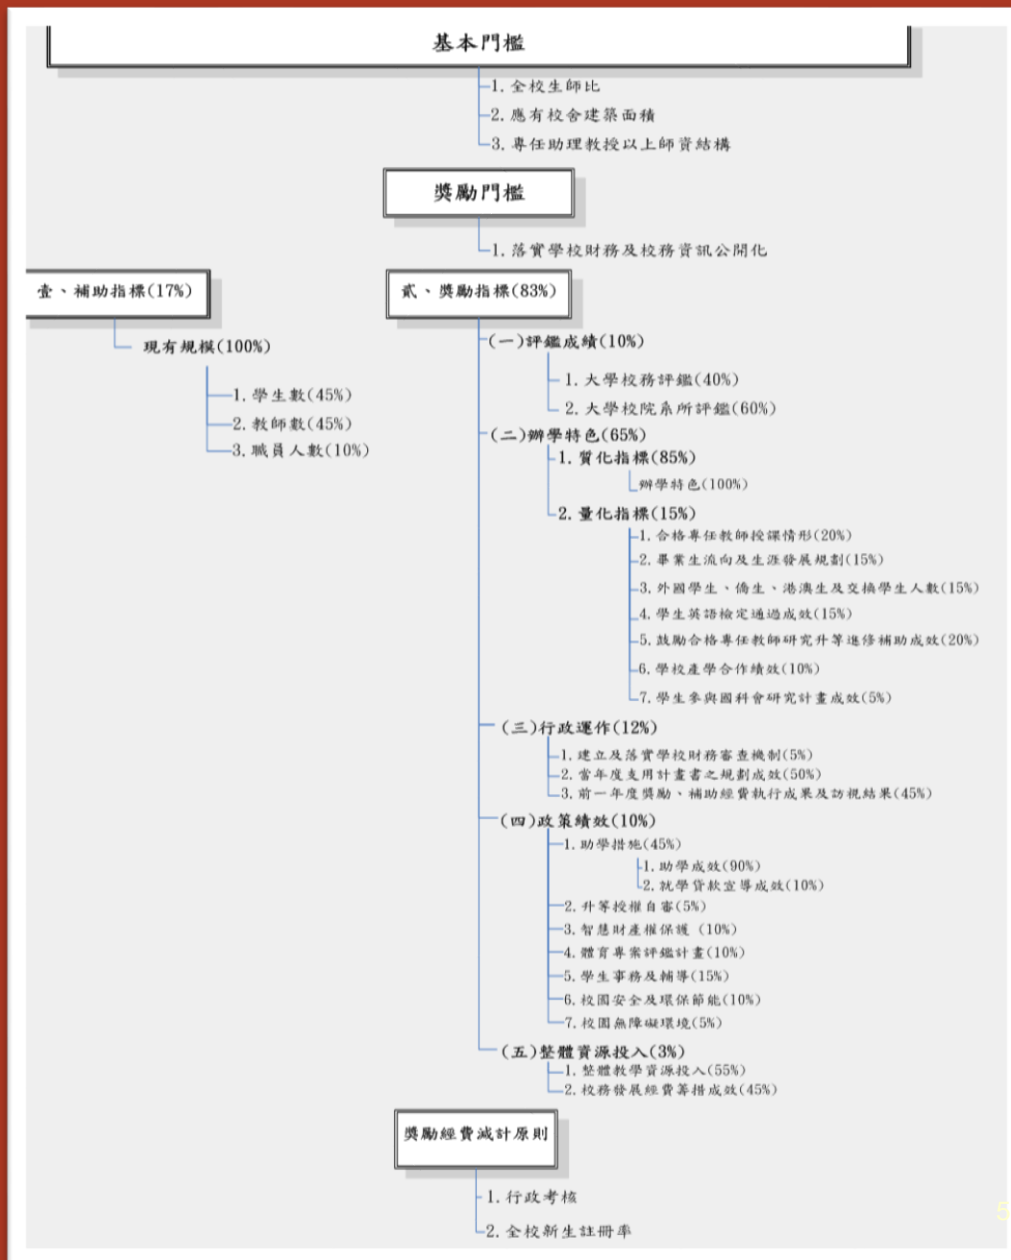 基本門檻
1. 全校生師比
2. 應有校舍建築面積
3. 專任助理教授以上師資結構
獎勵門檻
1. 落實學校財務及校務資訊公開化
壹、補助指標(17%)
現有規模(100%)
1. 學生數(45%)
2. 教師數(45%)
3. 職員人數(10%)
貳、獎勵指標(83%)
(一)評鑑成績(10%)
1. 大學校務評鑑(40%)
2. 大學校院系所評鑑(60%)
(二)辦學特色(65%)
1. 質化指標(85%)
辦學特色(100%)
2. 量化指標(15%)
1. 合格專任教師授課情形(20%)
2. 畢業生流向及生涯發展規劃(15%)
3. 外國學生、僑生、港澳生及交換學生人數(15%)
4. 學生英語檢定通過成效(15%)
5. 鼓勵合格專任教師研究升等進修補助成效(20%)
6. 學校產學合作績效(10%)
7. 學生參與國科會研究計畫成效(5%)
(三)行政運作(12%)
1. 建立及落實學校財務審查機制(5%)
2. 當年度支用計畫書之規劃成效(50%)
3. 前一年度獎勵、補助經費執行成果及訪視結果(45%)
(四)政策績效(10%)
1. 助學措施(45%)
1. 助學成效(90%)
2. 就學貸款宣導成效(10%)
2. 升等授權自審(5%)
3. 智慧財產權保護 (10%)
4. 體育專案評鑑計畫(10%)
5. 學生事務及輔導(15%)
6. 校園安全及環保節能(10%)
7. 校園無障礙環境(5%)
(五)整體資源投入(3%)
1. 整體教學資源投入(55%)
2. 校務發展經費籌措成效(45%)
獎勵經費減計原則
1. 行政考核
2. 全校新生註冊率
5